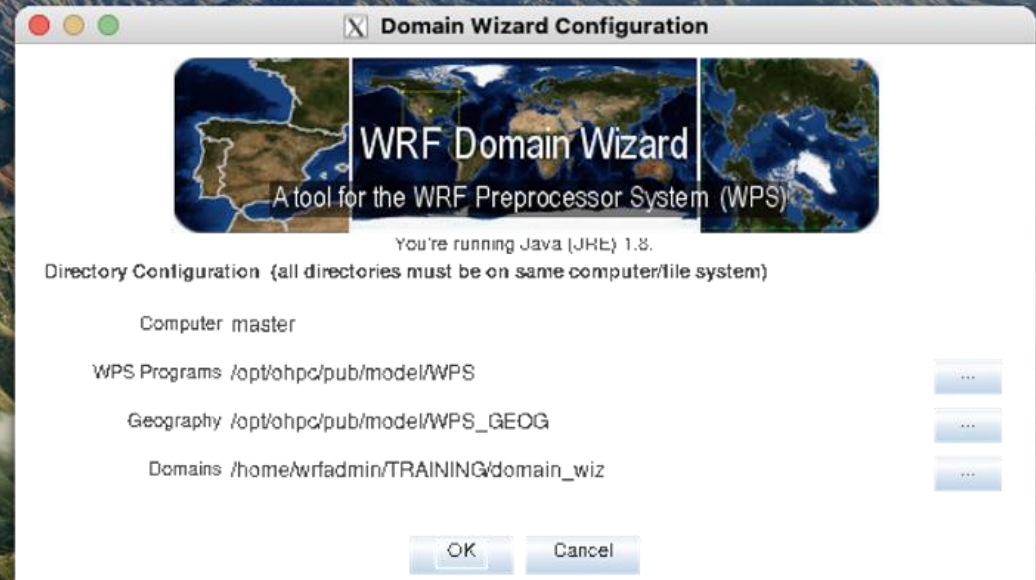 Domain Wizard Configuration
WRF Domain Wizard
A tool for the WRF Preprocessor System (WPS)
You're running Java (JRE) 1.8.
Directory Configuration (all directories must be on same computer/file system)
Computer master
WPS Programs /opt/ohpc/pub/model/WPS ...
Geography /opt/ohpc/pub/model/WPS_GEOG ...
Domains /home/wrfadmin/TRAINING/domain_wiz ...
OK Cancel